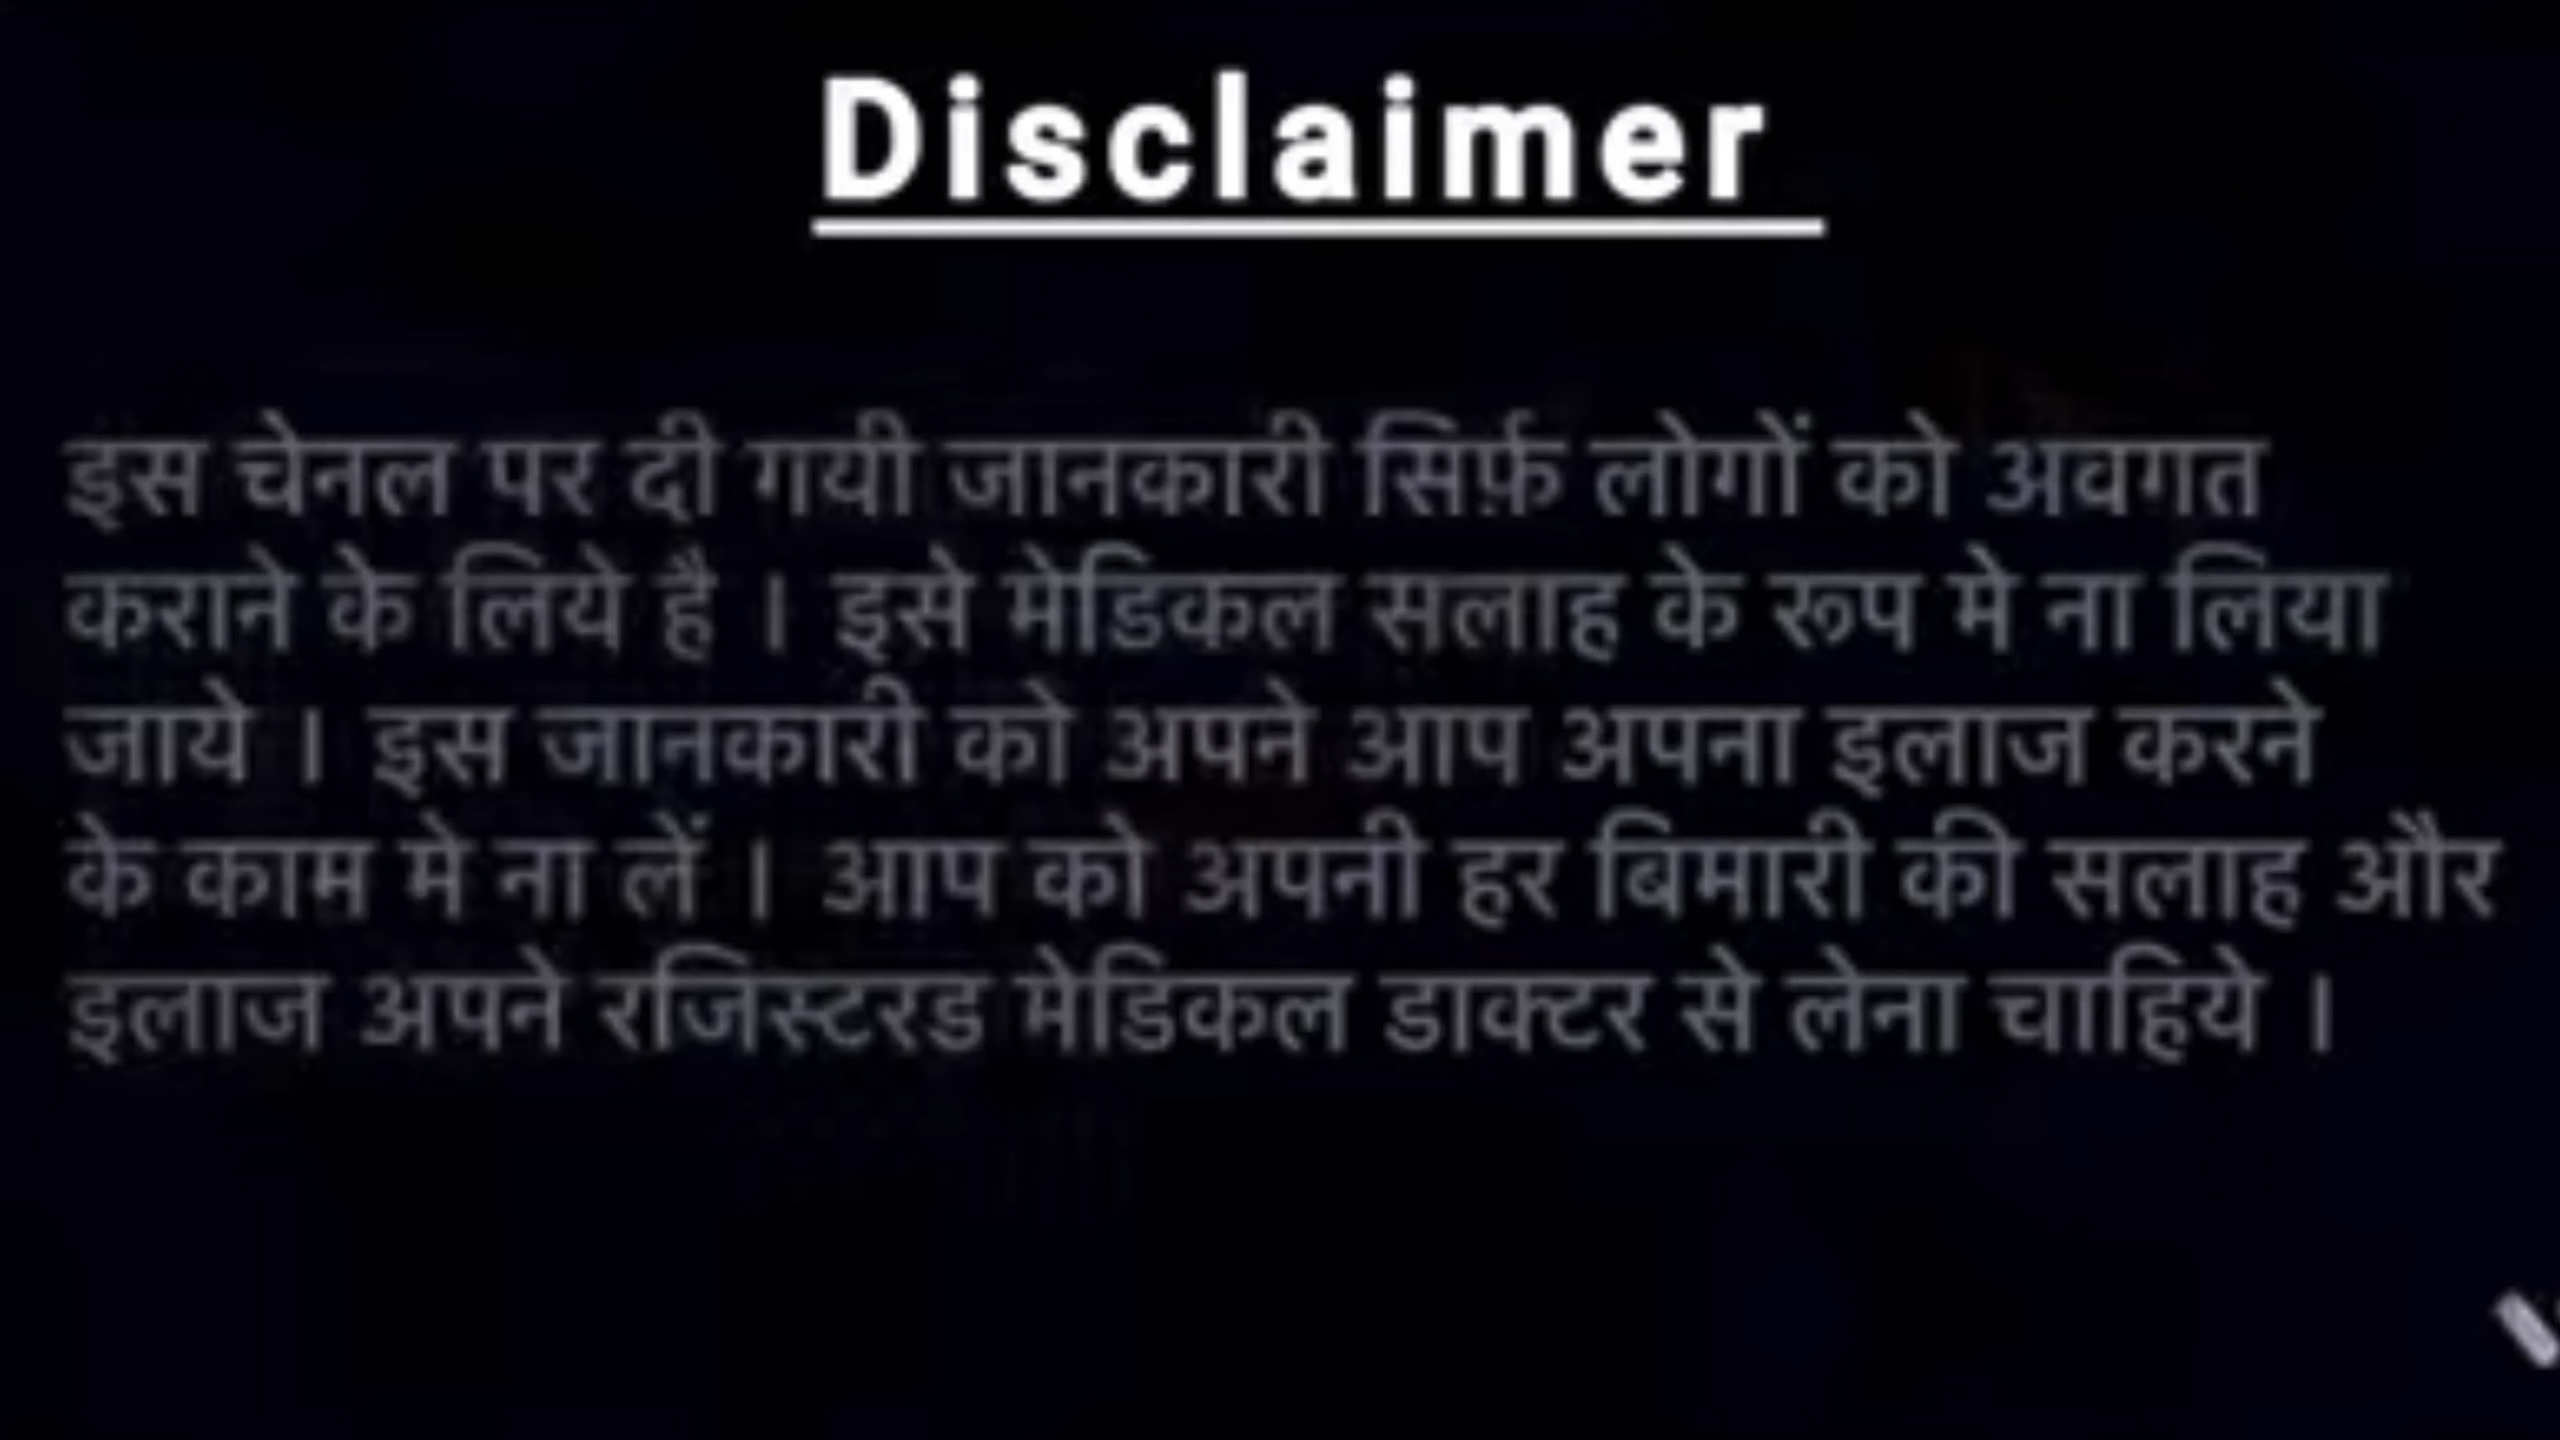 Disclaimer
इस चेनल पर दी गयी जानकारी सिर्फ़ लोगों को अवगत
कराने के लिये है । इसे मेडिकल सलाह के रूप मे ना लिया
जाये । इस जानकारी को अपने आप अपना इलाज करने
के काम मे ना लें । आप को अपनी हर बिमारी की सलाह और
इलाज अपने रजिस्टरड मेडिकल डाक्टर से लेना चाहिये ।